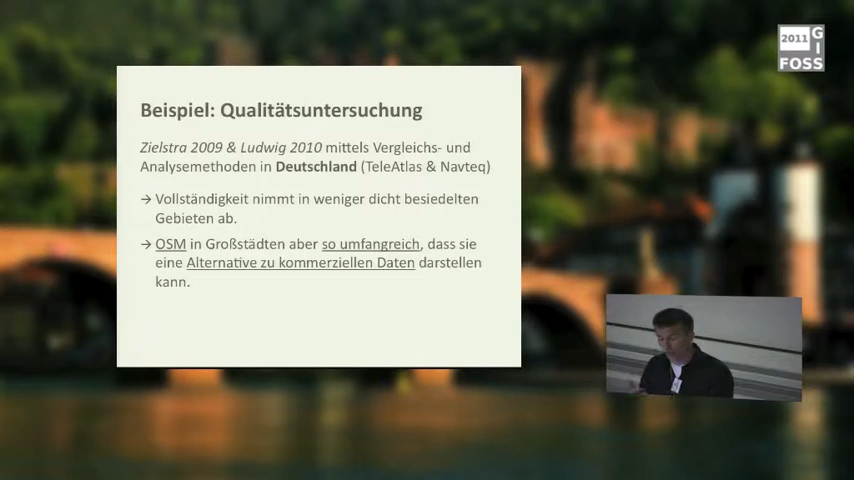 2011
GI
FOSS
Beispiel: Qualitätsuntersuchung
Zielstra 2009 & Ludwig 2010 mittels Vergleichs- und
Analysemethoden in Deutschland (TeleAtlas & Navteq)
→ Vollständigkeit nimmt in weniger dicht besiedelten
Gebieten ab.
→ OSM in Großstädten aber so umfangreich, dass sie
eine Alternative zu kommerziellen Daten darstellen
kann.